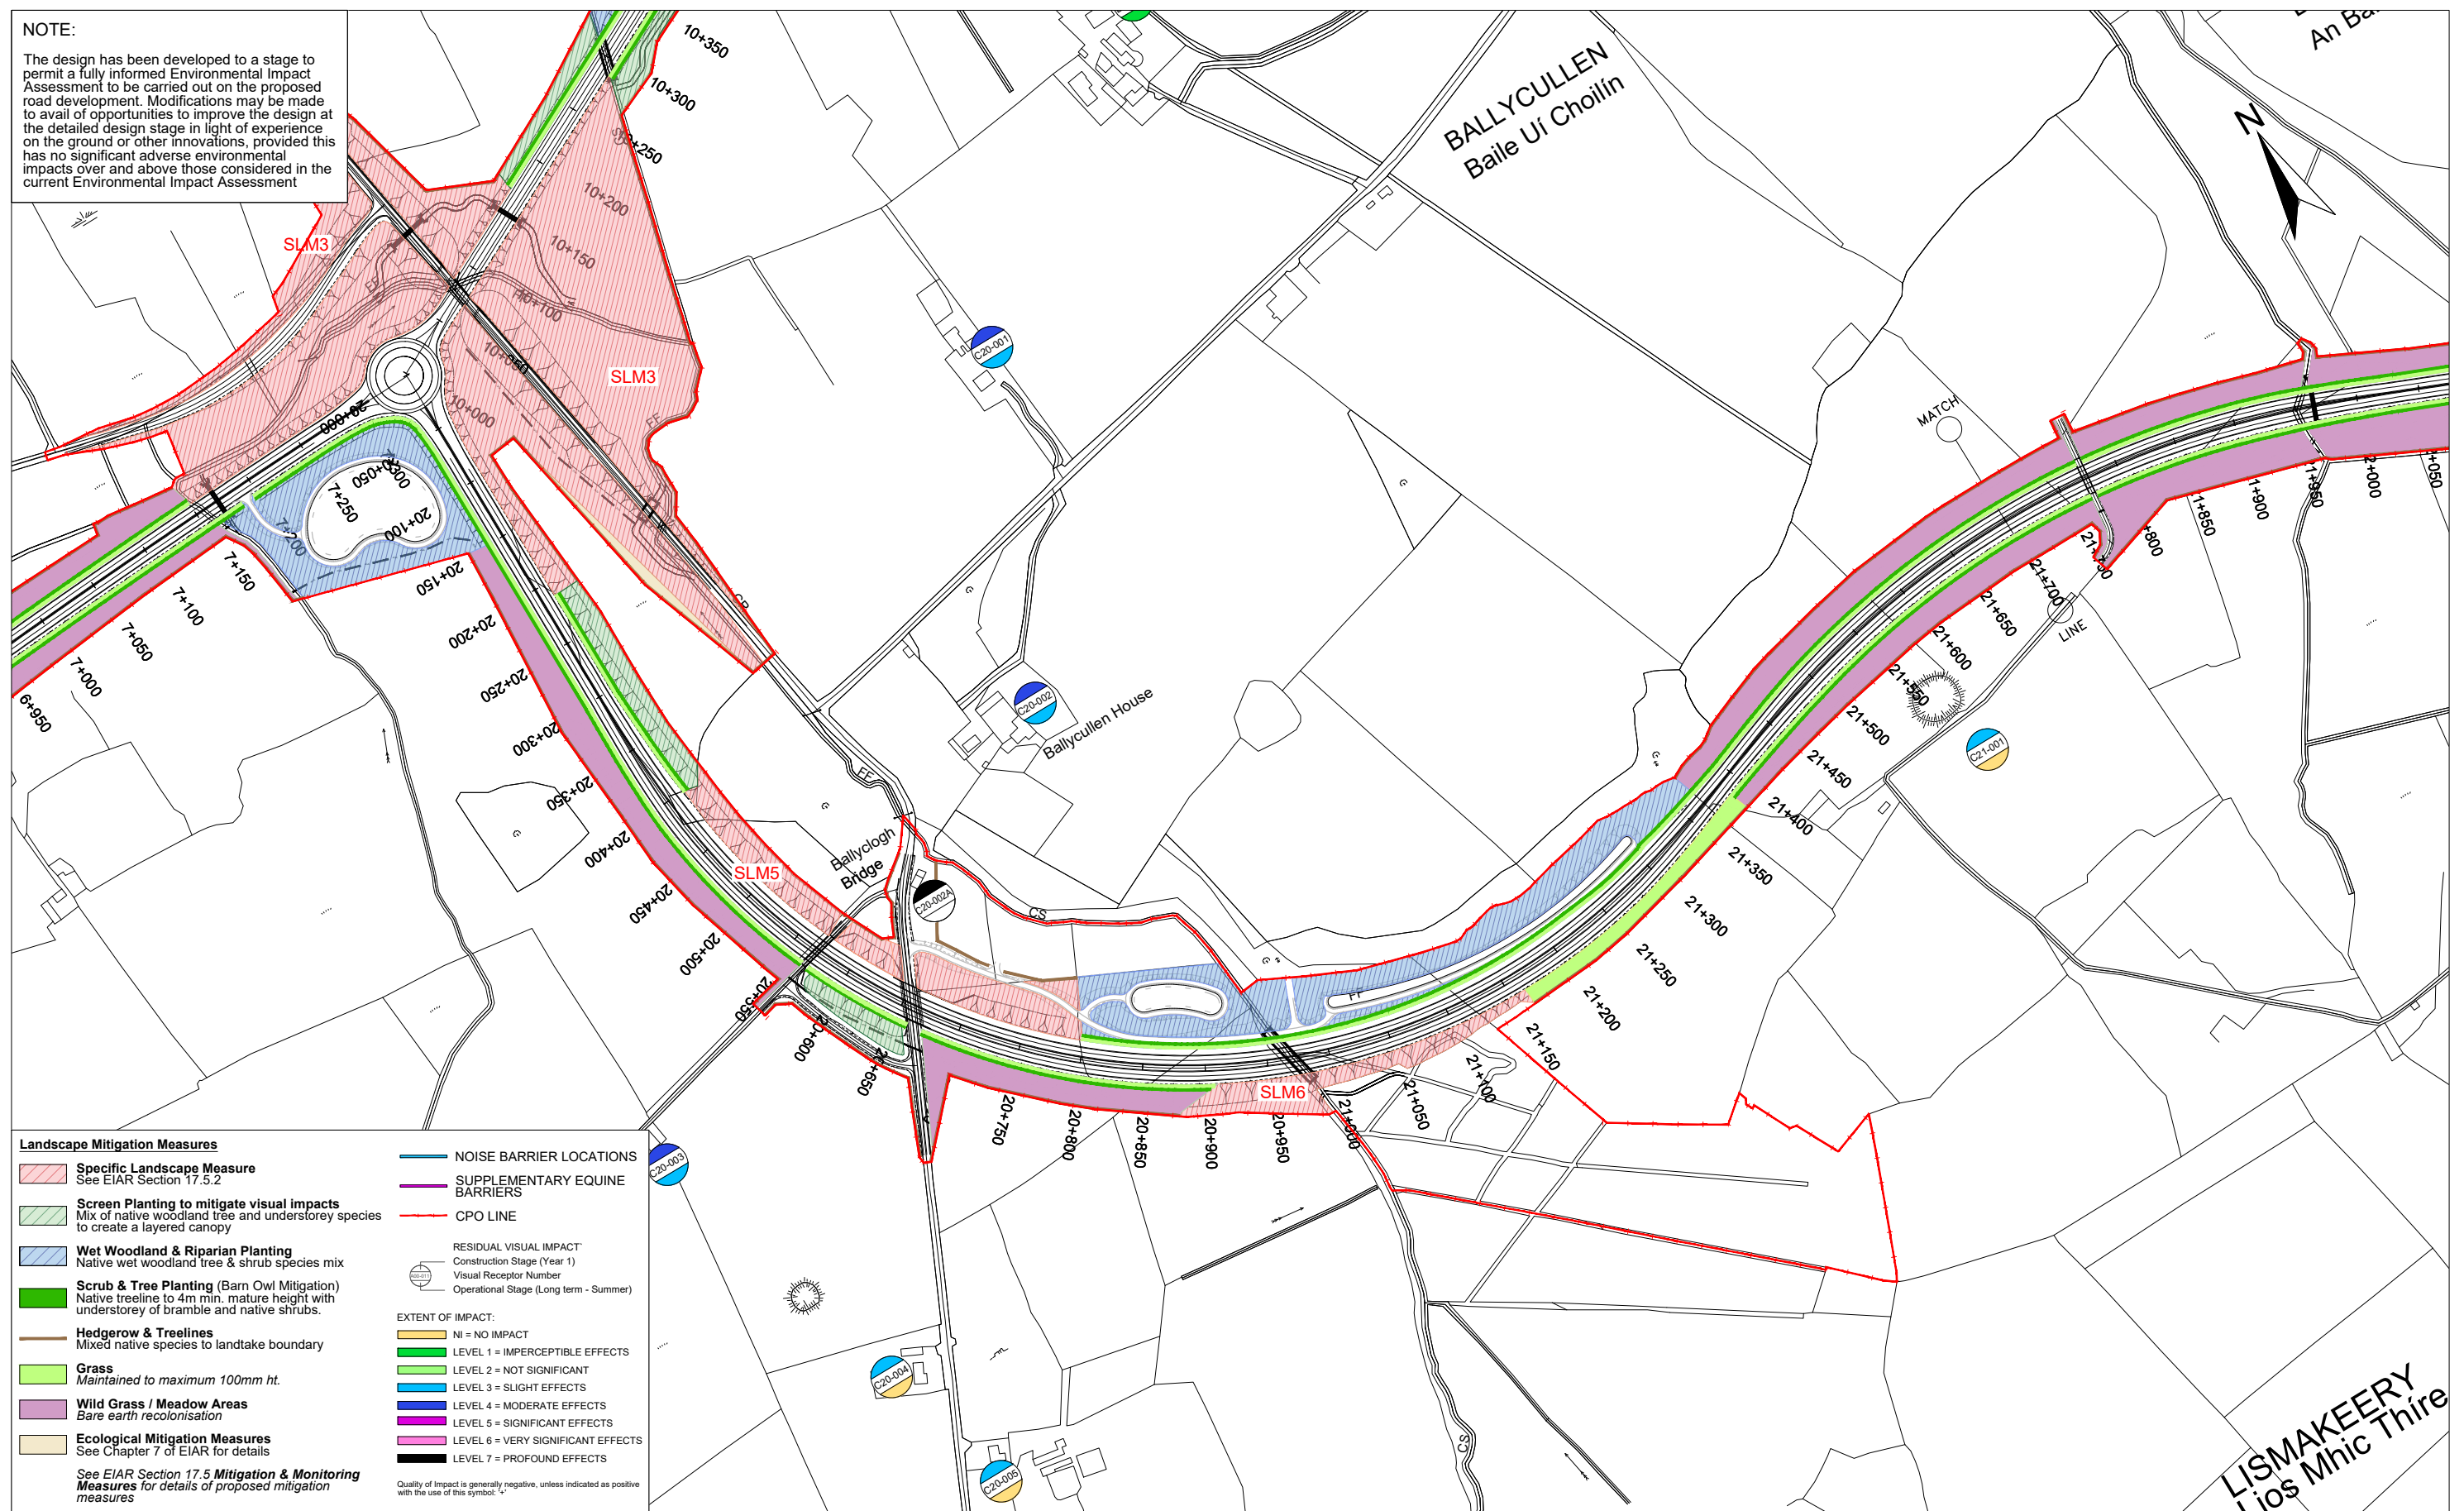 NOTE:
The design has been developed to a stage to
permit a fully informed Environmental Impact
Assessment to be carried out on the proposed
road development. Modifications may be made
to avail of opportunities to improve the design at
the detailed design stage in light of experience
on the ground or other innovations, provided this
has no significant adverse environmental
impacts over and above those considered in the
current Environmental Impact Assessment
10+350
10+300
10+200
10+150
10+000
SLM3
SLM3
FF
FF
BALLYCULLEN
Baile Uí Choilín
An
N
C20-001
MATCH
LINE
20+000
20+050
20+100
20+150
20+200
20+250
20+300
20+350
20+400
20+450
20+500
20+550
20+600
7+300
7+250
7+200
7+150
7+100
7+050
7+000
6+950
C20-002
Ballycullen House
FF
Ballyclogh
Bridge
SLM5
C20-002A
CS
FF
SLM6
20+750
20+800
20+850
20+900
20+950
21+000
21+050
21+100
21+150
21+200
21+250
21+300
21+350
21+400
21+450
21+500
21+550
21+600
21+650
21+700
C21-001
C20-003
C20-004
C20-005
CS
LISMAKEERY
Lios Mhic Thíre
Landscape Mitigation Measures
Specific Landscape Measure
See EIAR Section 17.5.2
Screen Planting to mitigate visual impacts
Mix of native woodland tree and understorey species
to create a layered canopy
Wet Woodland & Riparian Planting
Native wet woodland tree & shrub species mix
Scrub & Tree Planting (Barn Owl Mitigation)
Native treeline to 4m min. mature height with
understorey of bramble and native shrubs.
Hedgerow & Treelines
Mixed native species to landtake boundary
Grass
Maintained to maximum 100mm ht.
Wild Grass / Meadow Areas
Bare earth recolonisation
Ecological Mitigation Measures
See Chapter 7 of EIAR for details
See EIAR Section 17.5 Mitigation & Monitoring
Measures for details of proposed mitigation
measures
NOISE BARRIER LOCATIONS
SUPPLEMENTARY EQUINE
BARRIERS
CPO LINE
RESIDUAL VISUAL IMPACT
Construction Stage (Year 1)
Visual Receptor Number
Operational Stage (Long term - Summer)
EXTENT OF IMPACT:
NI = NO IMPACT
LEVEL 1 = IMPERCEPTIBLE EFFECTS
LEVEL 2 = NOT SIGNIFICANT
LEVEL 3 = SLIGHT EFFECTS
LEVEL 4 = MODERATE EFFECTS
LEVEL 5 = SIGNIFICANT EFFECTS
LEVEL 6 = VERY SIGNIFICANT EFFECTS
LEVEL 7 = PROFOUND EFFECTS
Quality of Impact is generally negative, unless indicated as positive
with the use of this symbol: '+'